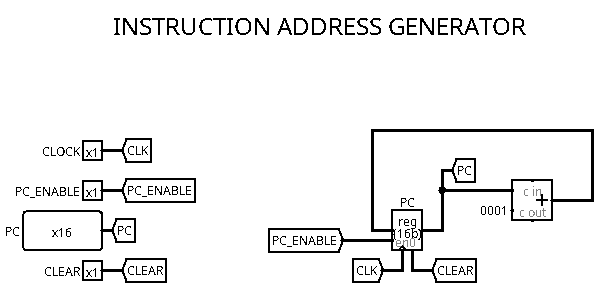 INSTRUCTION ADDRESS GENERATOR
CLOCK x1 CLK
PC_ENABLE x1 PC_ENABLE
PC x16 PC
CLEAR x1 CLEAR
PC
PC
reg
(16b)
en0
PC_ENABLE
CLK
CLEAR
c in
+
0001
c out